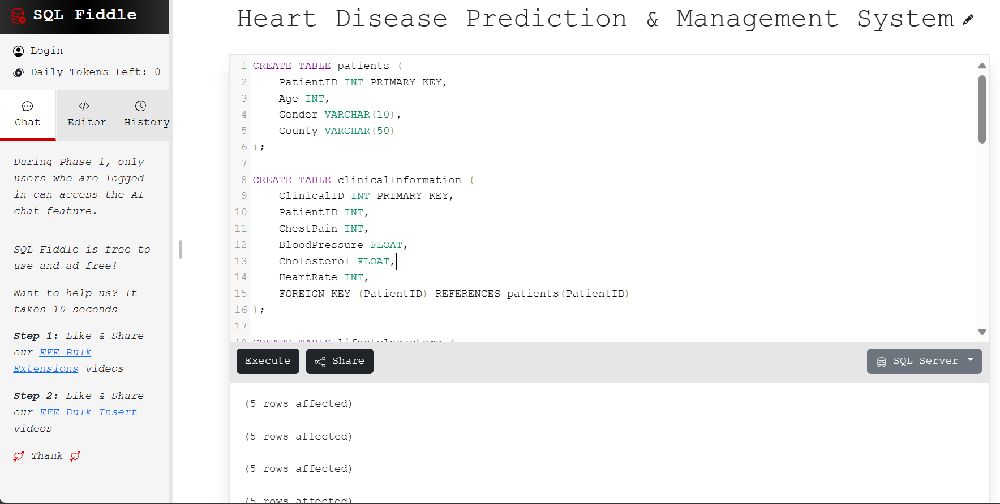 SQL Fiddle
Login
Daily Tokens Left: 0
Chat
Editor
History
During Phase 1, only
users who are logged
in can access the AI
chat feature.
SQL Fiddle is free to
use and ad-free!
Want to help us? It
takes 10 seconds
Step 1: Like & Share
our EFE Bulk
Extensions videos
Step 2: Like & Share
our EFE Bulk Insert
videos
Thank
Heart Disease Prediction & Management System
1 CREATE TABLE patients (
2 PatientID INT PRIMARY KEY,
3 Age INT,
4 Gender VARCHAR(10),
5 County VARCHAR(50)
6 );
7
8 CREATE TABLE clinicalInformation (
9 ClinicalID INT PRIMARY KEY,
10 PatientID INT,
11 ChestPain INT,
12 BloodPressure FLOAT,
13 Cholesterol FLOAT,
14 HeartRate INT,
15 FOREIGN KEY (PatientID) REFERENCES patients(PatientID)
16 );
17
18 CREATE TABLE lifestyleFactors (
Execute
Share
SQL Server
(5 rows affected)
(5 rows affected)
(5 rows affected)
(5 rows affected)